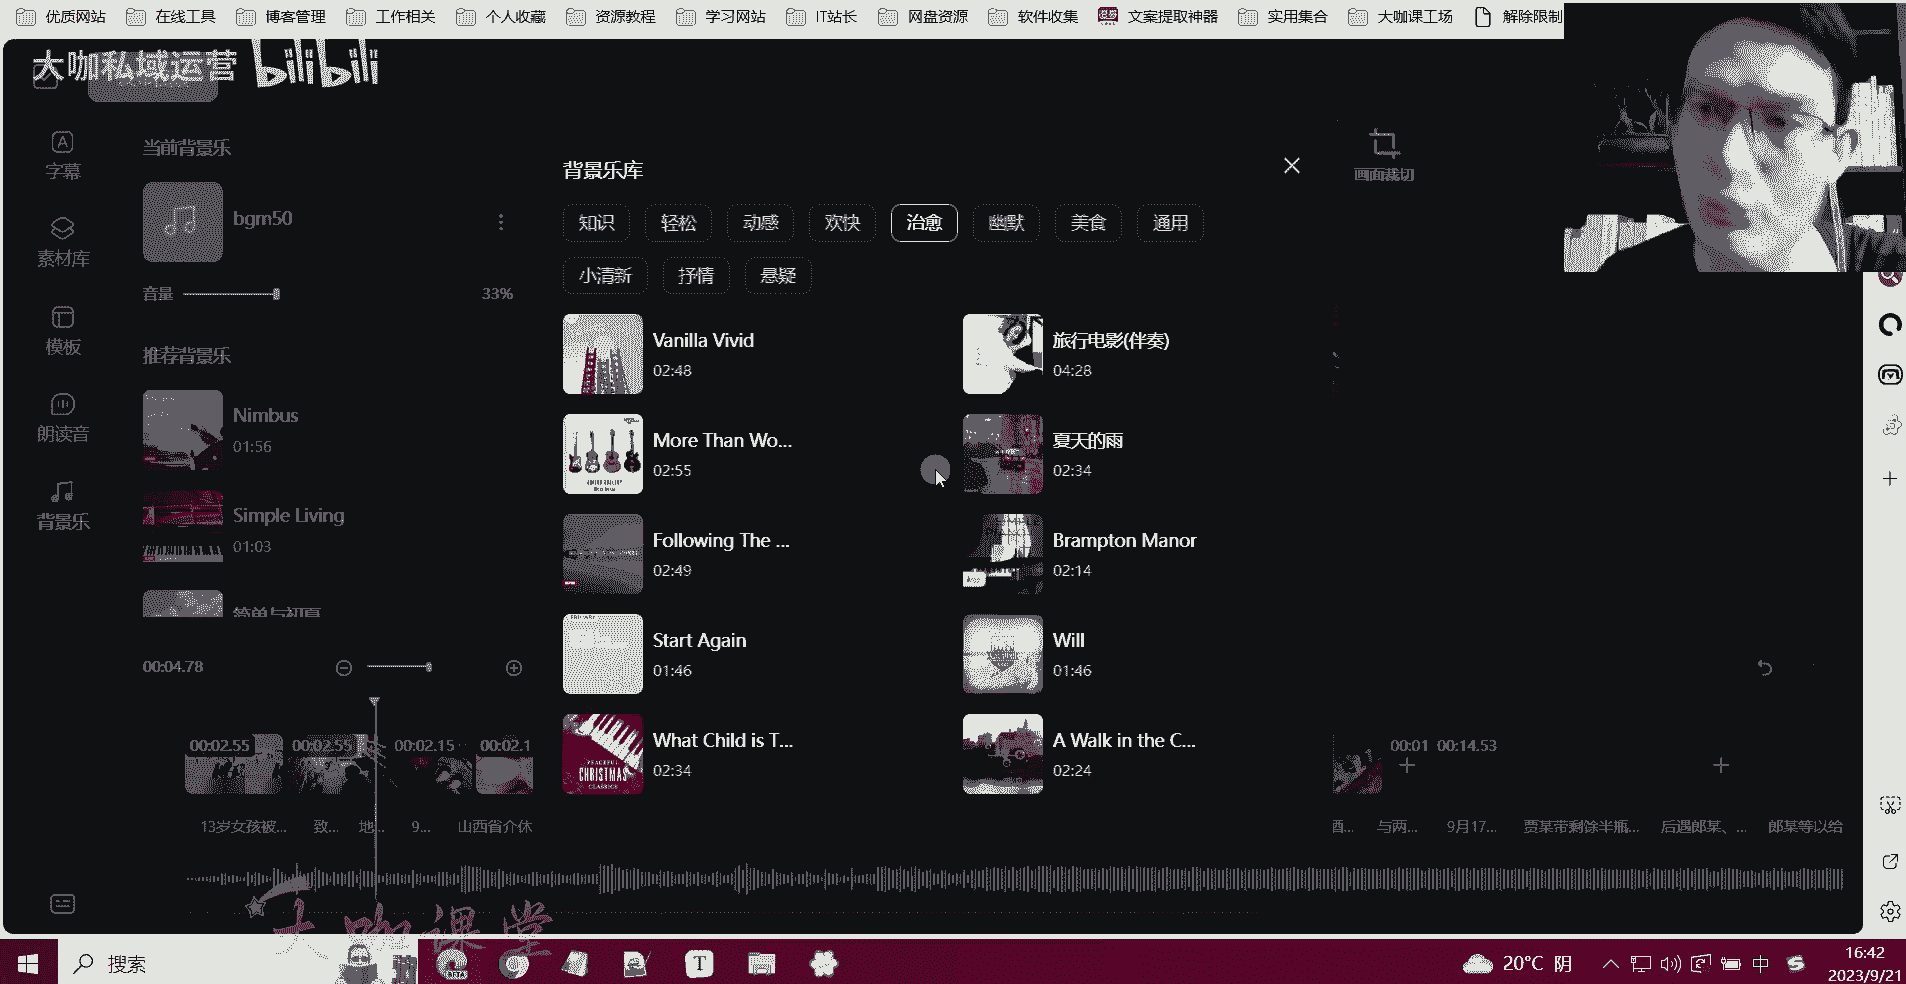 优质网站 在线工具 博客管理 工作相关 个人收藏 资源教程 学习网站 IT站长 网盘资源 软件收集 文案提取神器 实用集合 大咖课工场 解除限制
大咖私域运营 bilibili
字幕
素材库
模板
朗读音
背景乐
当前背景乐
bgm50
音量 33%
推荐背景乐
Nimbus
01:56
Simple Living
01:03
简单与初夏
背景乐库
知识 轻松 动感 欢快 治愈 幽默 美食 通用
小清新 抒情 悬疑
Vanilla Vivid
02:48
旅行电影(伴奏)
04:28
More Than Wo...
02:55
夏天的雨
02:34
Following The ...
02:49
Brampton Manor
02:14
Start Again
01:46
Will
01:46
What Child is T...
02:34
A Walk in the C...
02:24
PEACEFUL
CHRISTMAS
CLASSICS
画面裁切
00:04.78
00:02.55 00:02.55 00:02.15 00:02.1 00:01 00:14.53
13岁女孩被... 致... 地... 9... 山西省介休 酒... 与两... 9月17... 贾某带剩馀半瓶... 后遇郎某、... 郎某等以给
大咖课堂
搜索
BETA
T
20°C 阴
中
16:42
2023/9/21